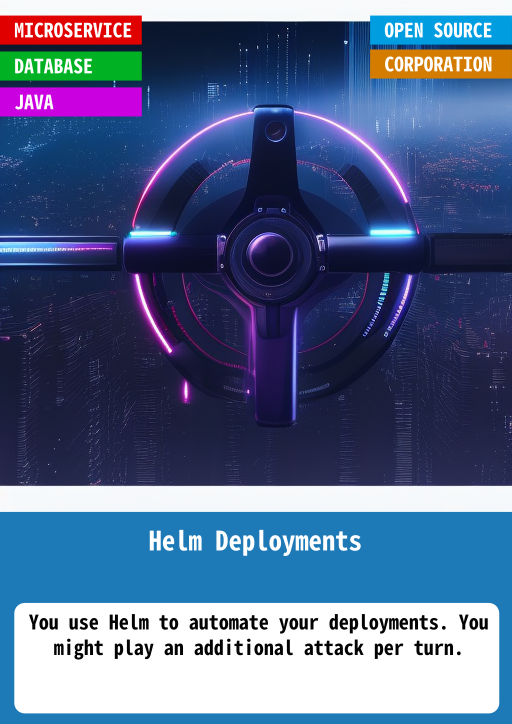 MICROSERVICE
DATABASE
JAVA
OPEN SOURCE
CORPORATION
Helm Deployments
You use Helm to automate your deployments. You
might play an additional attack per turn.